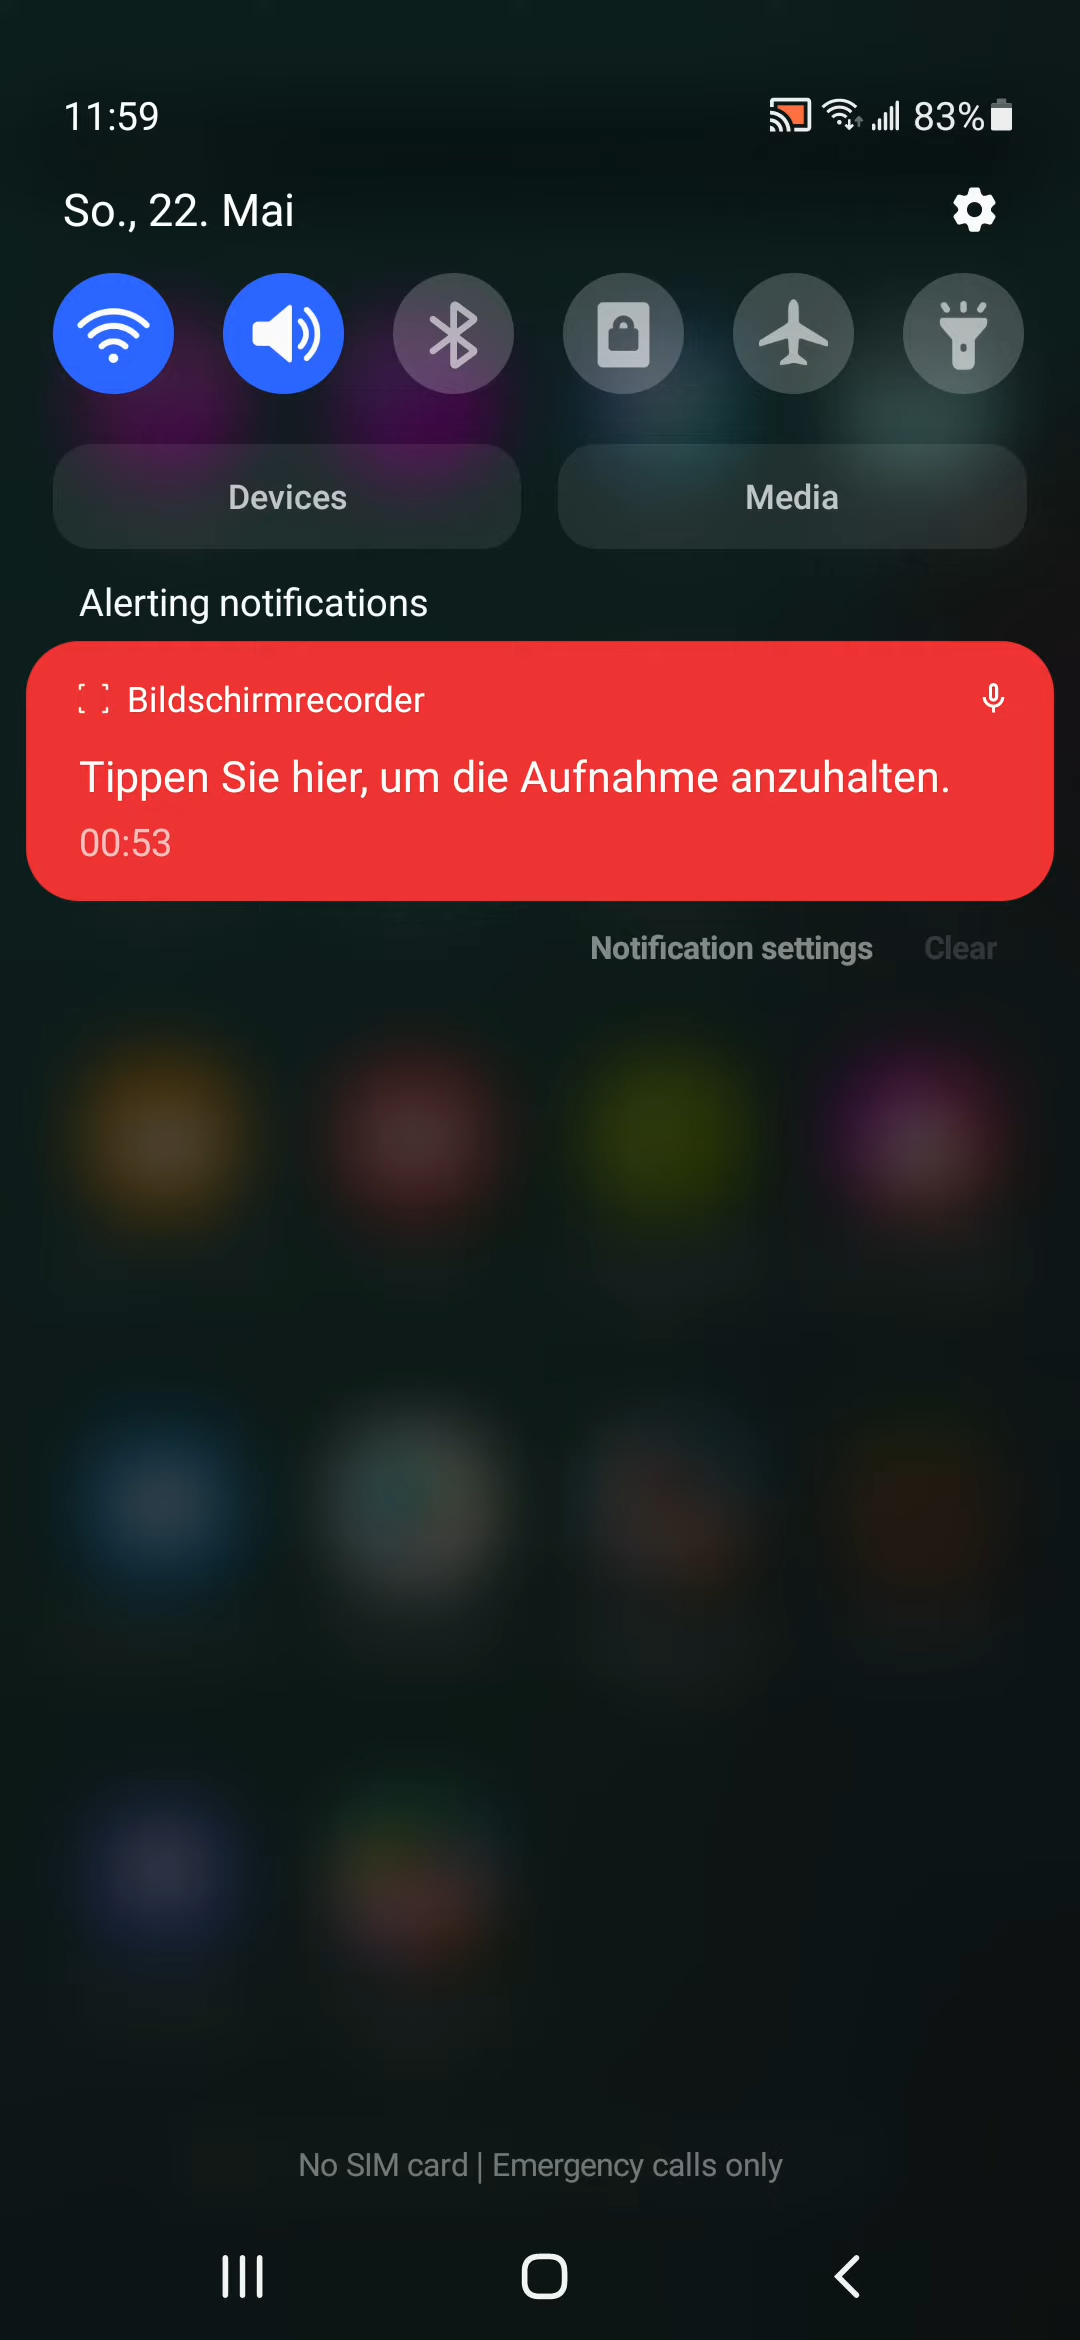 11:59
83%
So., 22. Mai
Devices
Media
Alerting notifications
Bildschirmrecorder
Tippen Sie hier, um die Aufnahme anzuhalten.
00:53
Notification settings
Clear
No SIM card | Emergency calls only